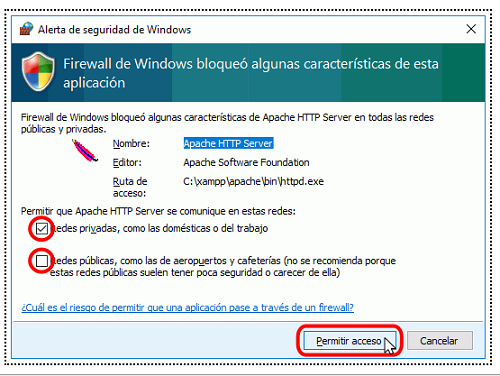 Alerta de seguridad de Windows
Firewall de Windows bloqueó algunas características de esta
aplicación
Firewall de Windows bloqueó algunas características de Apache HTTP Server en todas las redes
públicas y privadas.
Nombre: Apache HTTP Server
Editor: Apache Software Foundation
Ruta de C:\xampp\apache\bin\httpd.exe
acceso:
Permitir que Apache HTTP Server se comunique en estas redes:
Redes privadas, como las domésticas o del trabajo
Redes públicas, como las de aeropuertos y cafeterías (no se recomienda porque
estas redes públicas suelen tener poca seguridad o carecer de ella)
¿Cuál es el riesgo de permitir que una aplicación pase a través de un firewall?
Permitir acceso Cancelar